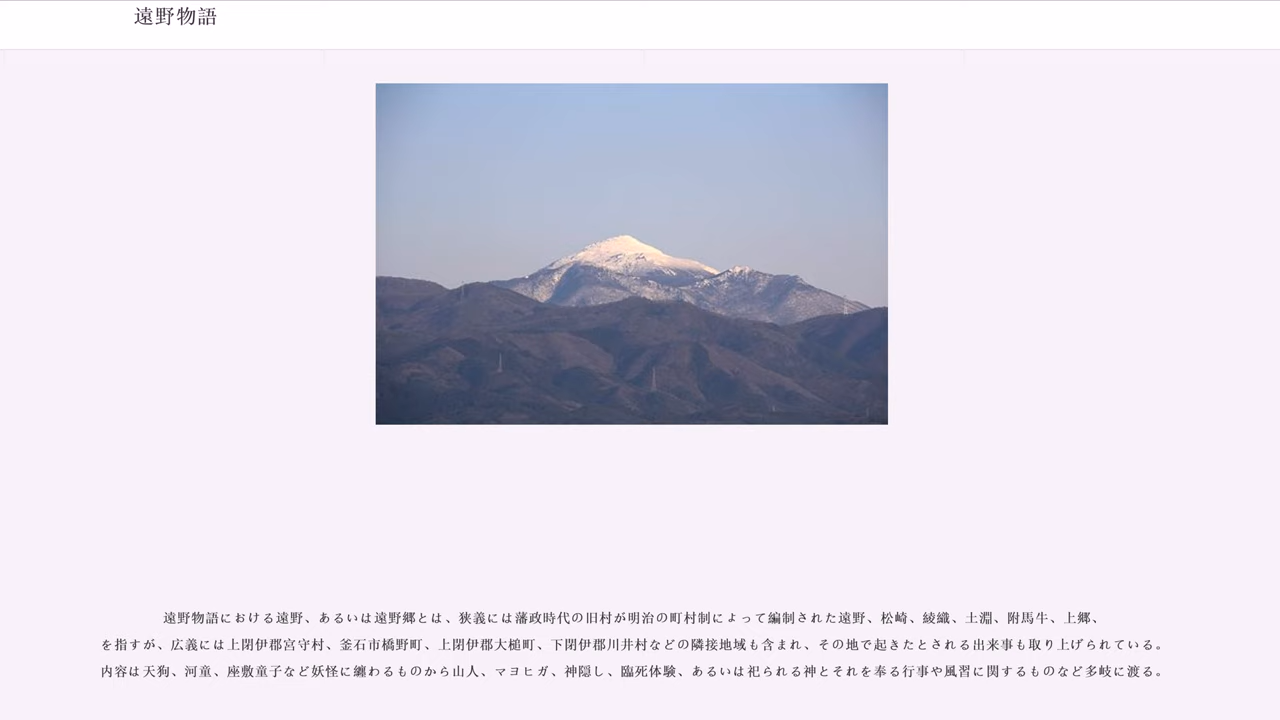 遠野物語
遠野物語における遠野、あるいは遠野郷とは、狭義には藩政時代の旧村が明治の町村制によって編制された遠野、松崎、綾織、土淵、附馬牛、上郷、
を指すが、広義には上閉伊郡宮守村、釜石市橋野町、上閉伊郡大槌町、下閉伊郡川井村などの隣接地域も含まれ、その地で起きたとされる出来事も取り上げられている。
内容は天狗、河童、座敷童子など妖怪に纏わるものから山人、マヨヒガ、神隠し、臨死体験、あるいは祀られる神とそれを奉る行事や風習に関するものなど多岐に渡る。